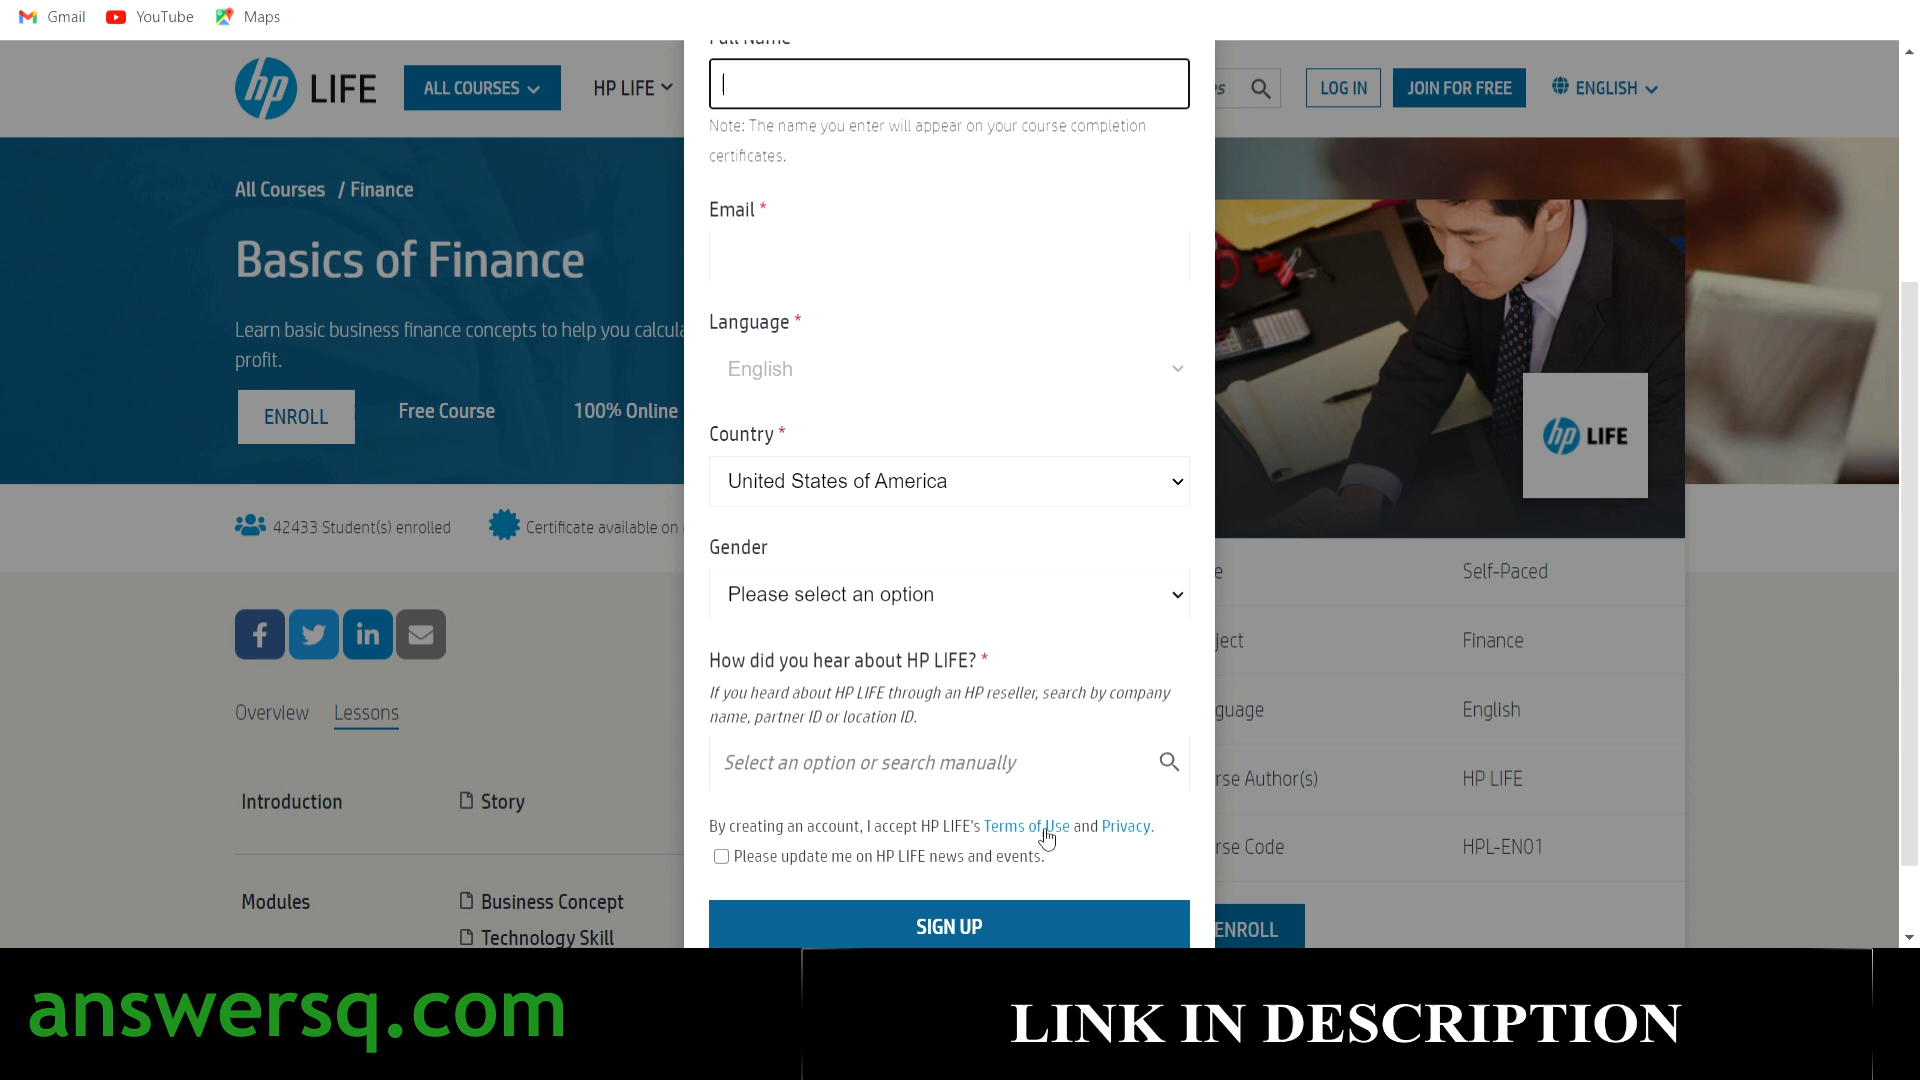 Gmail
YouTube
Maps
hp LIFE
ALL COURSES
HP LIFE
LOG IN
JOIN FOR FREE
ENGLISH
All Courses / Finance
Basics of Finance
Learn basic business finance concepts to help you
profit.
ENROLL
Free Course
100% Online
42433 Student(s) enrolled
Certificate available on
Overview
Lessons
Introduction
Story
Modules
Business Concept
Technology Skill
Full Name
Note: The name you enter will appear on your course completion
certificates.
Email *
Language *
English
Country *
United States of America
Gender
Please select an option
How did you hear about HP LIFE? *
If you heard about HP LIFE through an HP reseller, search by company
name, partner ID or location ID.
Select an option or search manually
By creating an account, I accept HP LIFE's Terms of Use and Privacy.
Please update me on HP LIFE news and events.
SIGN UP
hp LIFE
Self-Paced
Finance
English
Author(s)
HP LIFE
Code
HPL-EN01
ENROLL
answersq.com
LINK IN DESCRIPTION